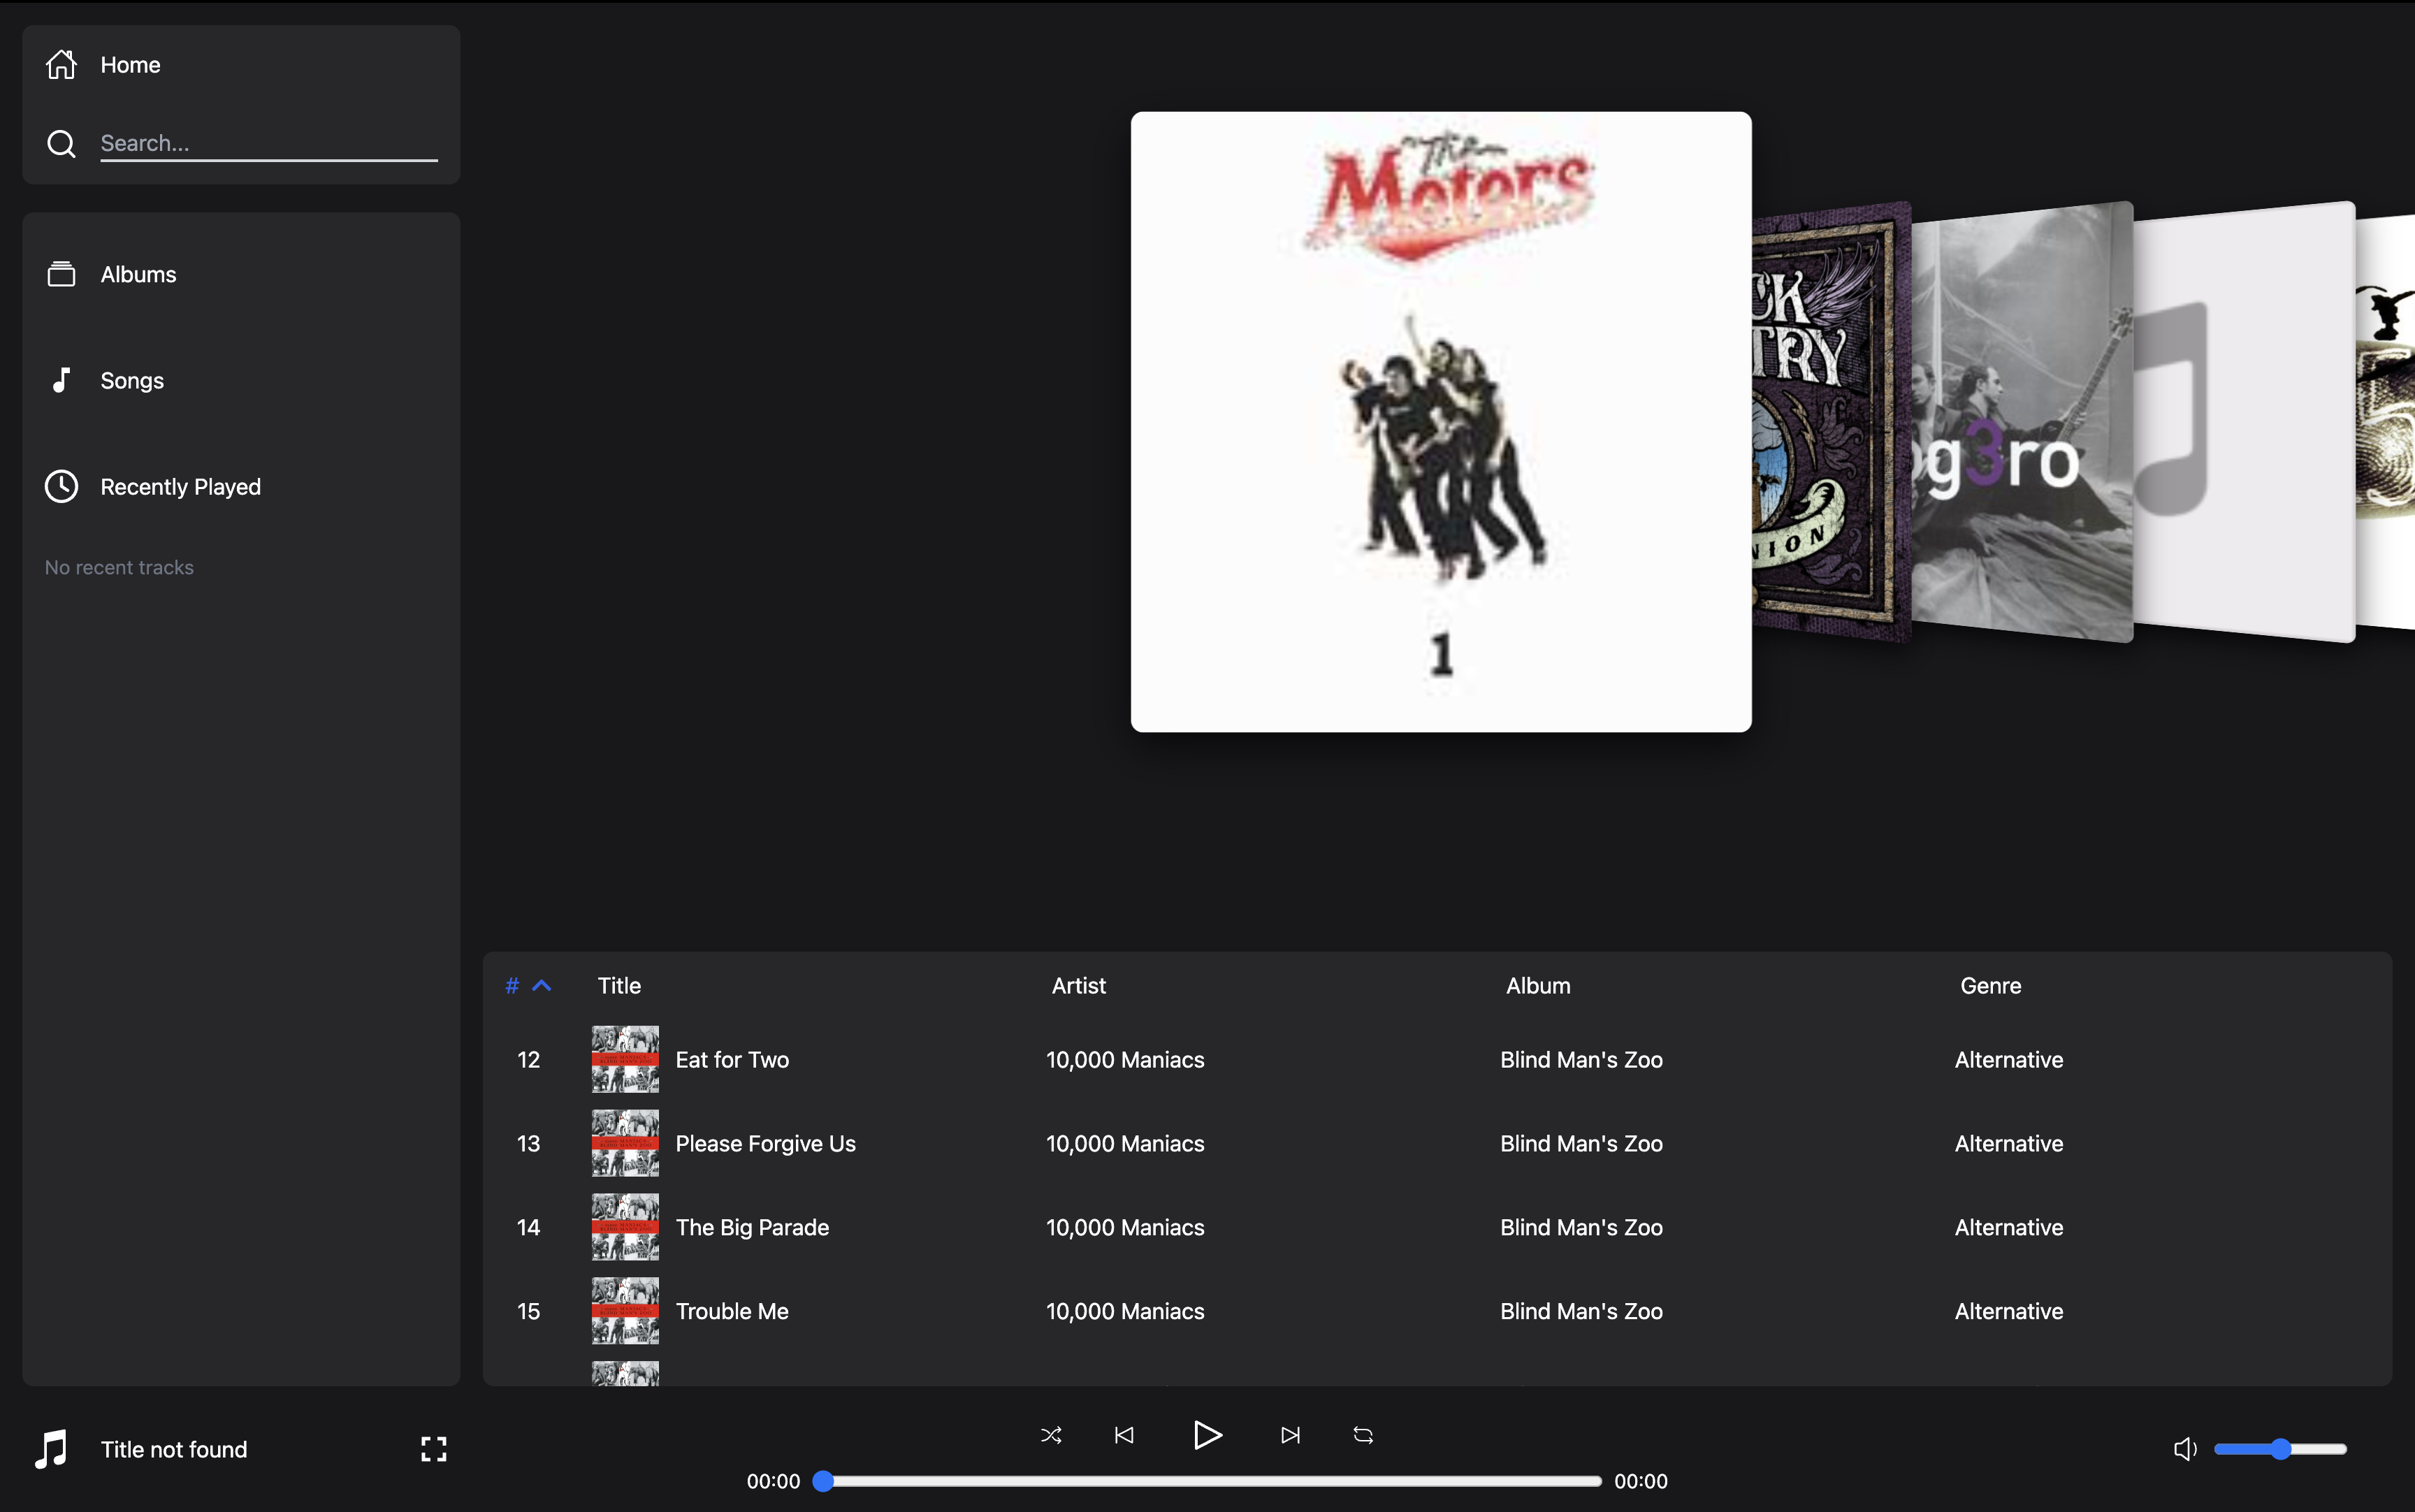 Home
Search...
Albums
Songs
Recently Played
No recent tracks
The
Motors
1
CK
TRY
NION
g3ro
# Title Artist Album Genre
12 Eat for Two 10,000 Maniacs Blind Man's Zoo Alternative
13 Please Forgive Us 10,000 Maniacs Blind Man's Zoo Alternative
14 The Big Parade 10,000 Maniacs Blind Man's Zoo Alternative
15 Trouble Me 10,000 Maniacs Blind Man's Zoo Alternative
Title not found
00:00 00:00